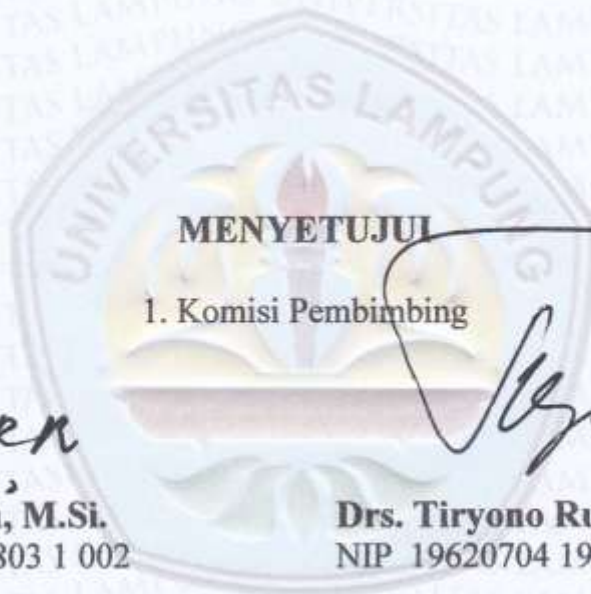 UNIVERSITAS LAMPUNG
MENYETUJUI
1. Komisi Pembimbing
, M.Si.
803 1 002
Drs. Tiryono Ru
NIP 19620704 19